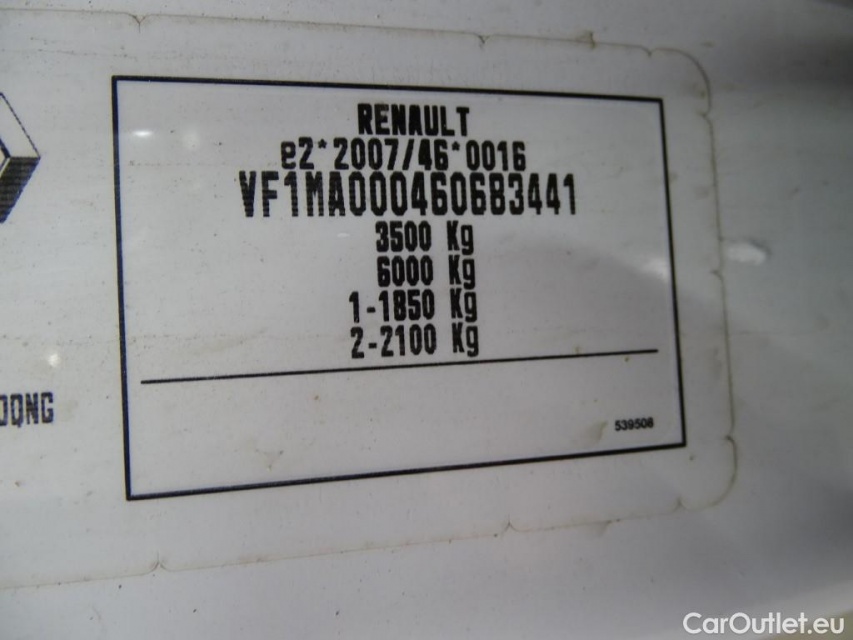 RENAULT
e2*2007/46*0016
VF1MA000460683441
3500 Kg
6000 Kg
1-1850 Kg
2-2100 Kg
539508
CarOutlet.eu